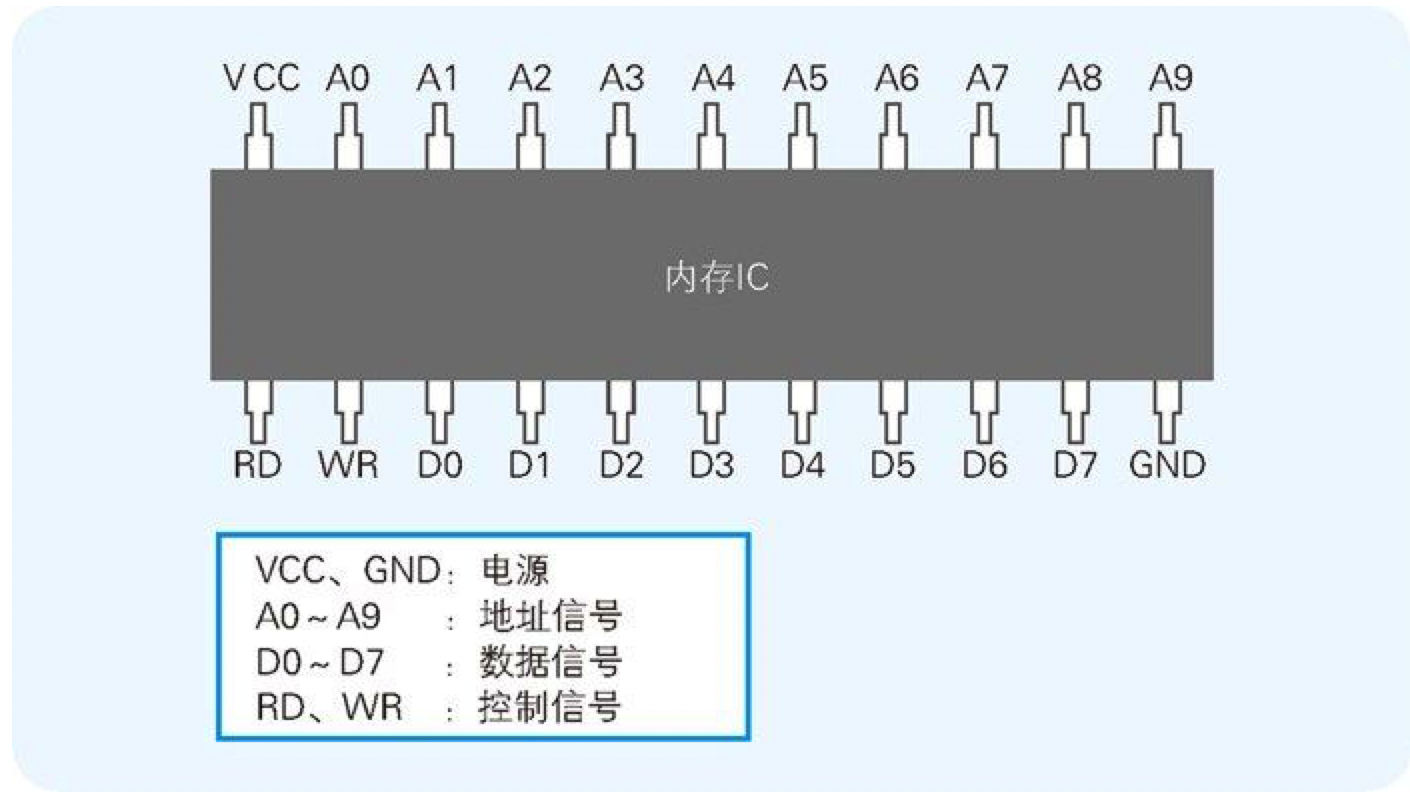 VCC A0 A1 A2 A3 A4 A5 A6 A7 A8 A9
内存IC
RD WR D0 D1 D2 D3 D4 D5 D6 D7 GND
VCC、GND：电源
A0~A9 ：地址信号
D0~D7 ：数据信号
RD、WR ：控制信号